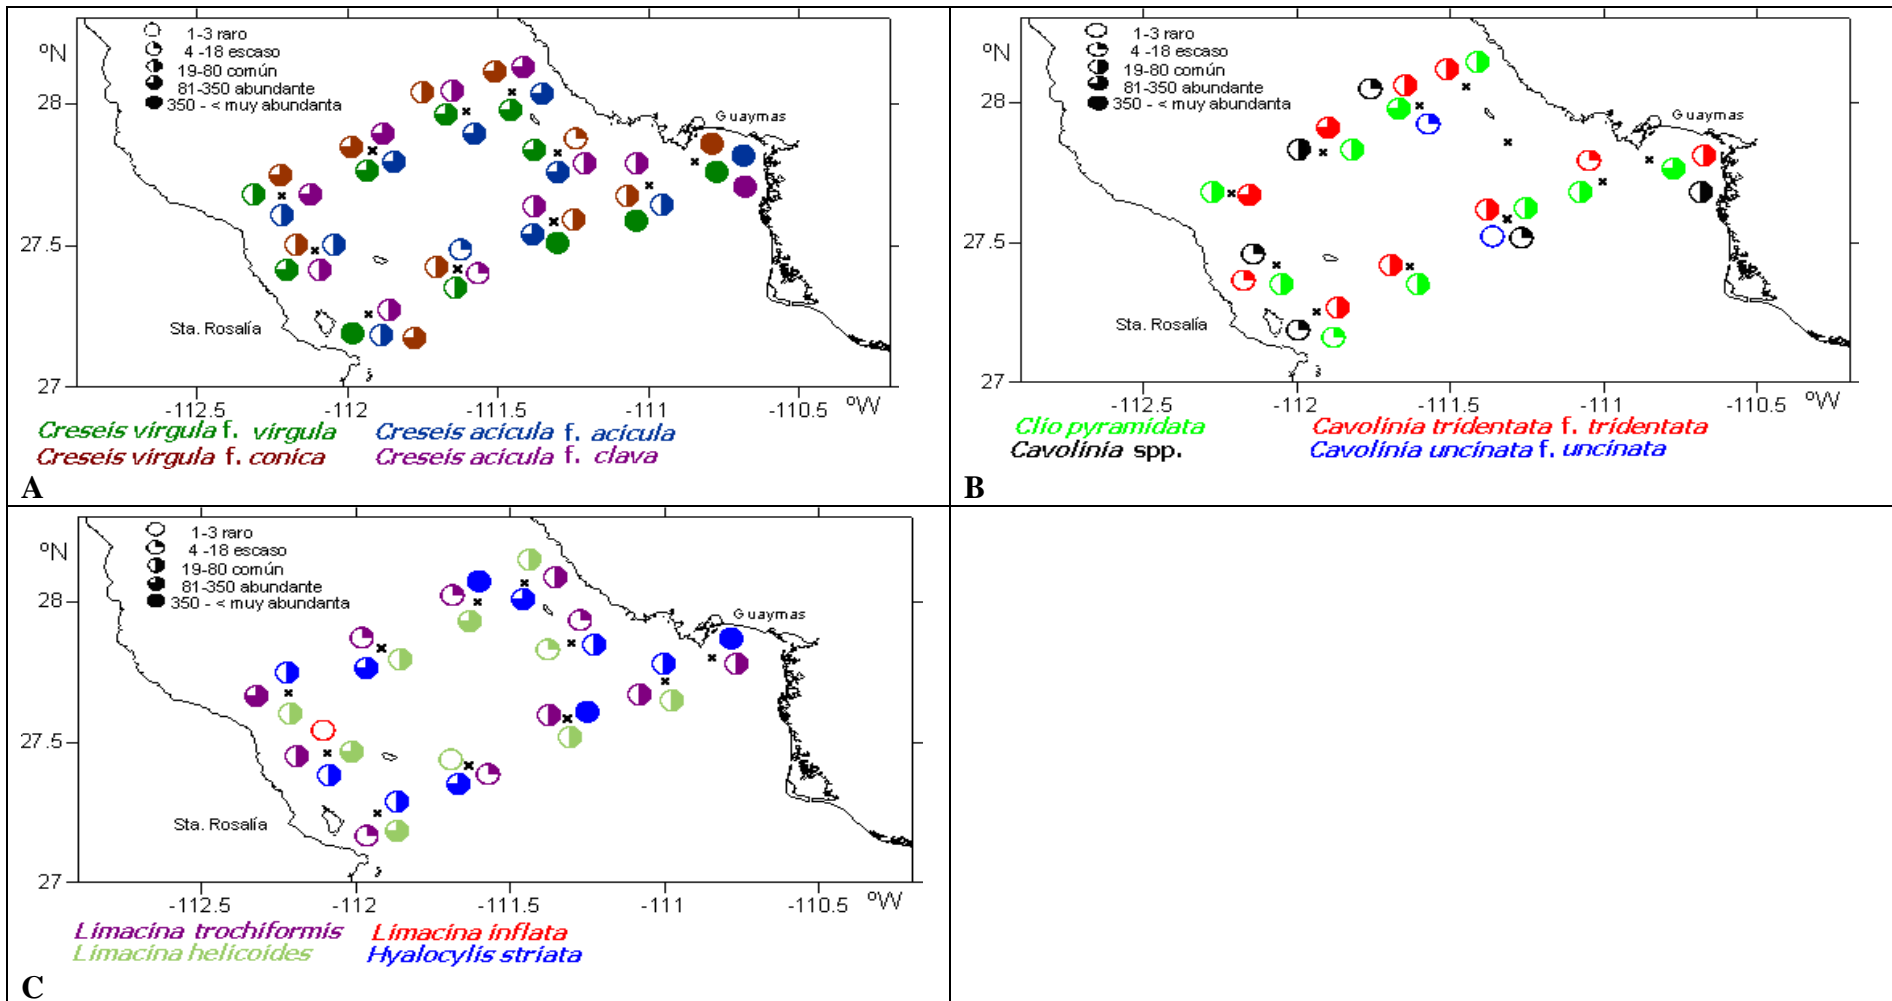 1-3 raro
4 -18 escaso
19-80 común
81-350 abundante
350 - < muy abundanta
ºN
28
27.5
27
Guaymas
Sta. Rosalía
-112.5 -112 -111.5 -111 -110.5 ºW
Creseis virgula f. virgula Creseis acicula f. acicula
Creseis virgula f. conica Creseis acicula f. clava
A
1-3 raro
4 -18 escaso
19-80 común
81-350 abundante
350 - < muy abundanta
ºN
28
27.5
27
Guaymas
Sta. Rosalía
-112.5 -112 -111.5 -111 -110.5 ºW
Clio pyramidata Cavolinia tridentata f. tridentata
Cavolinia spp. Cavolinia uncinata f. uncinata
B
1-3 raro
4 -18 escaso
19-80 común
81-350 abundante
350 - < muy abundanta
ºN
28
27.5
27
Guaymas
Sta. Rosalía
-112.5 -112 -111.5 -111 -110.5 ºW
Limacina trochiformis Limacina inflata
Limacina helicoides Hyalocylis striata
C